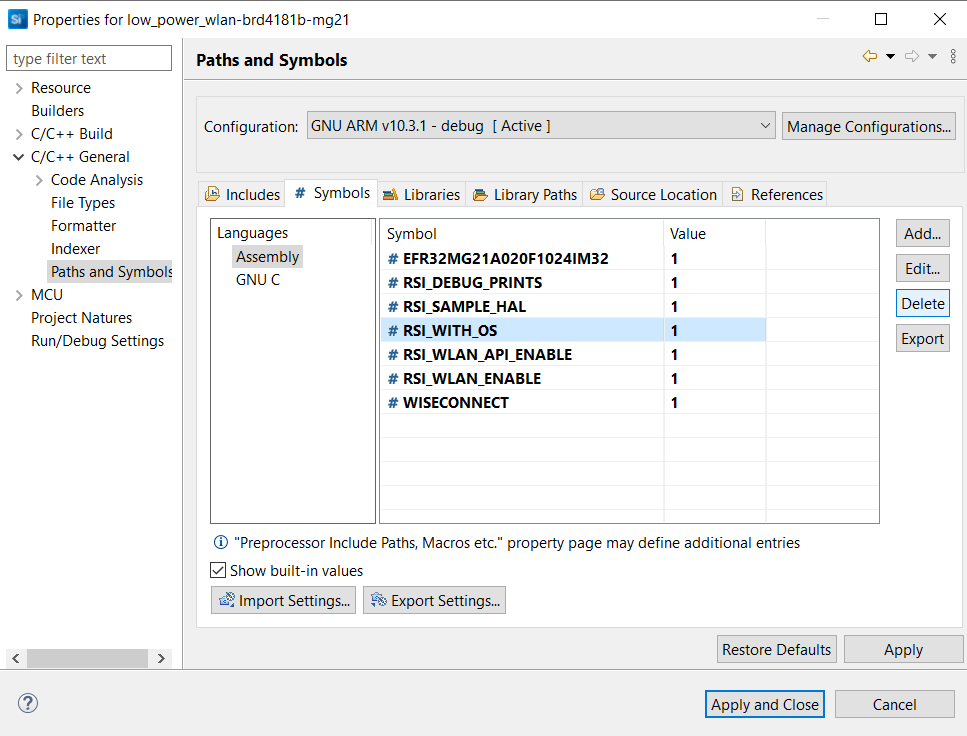 Si Properties for low_power_wlan-brd4181b-mg21
type filter text
Resource
Builders
C/C++ Build
C/C++ General
Code Analysis
File Types
Formatter
Indexer
Paths and Symbols
MCU
Project Natures
Run/Debug Settings
Paths and Symbols
Configuration: GNU ARM v10.3.1 - debug [ Active ] Manage Configurations...
Includes # Symbols Libraries Library Paths Source Location References
Languages
Assembly
GNU C
Symbol Value
# EFR32MG21A020F1024IM32 1
# RSI_DEBUG_PRINTS 1
# RSI_SAMPLE_HAL 1
# RSI_WITH_OS 1
# RSI_WLAN_API_ENABLE 1
# RSI_WLAN_ENABLE 1
# WISECONNECT 1
Add...
Edit...
Delete
Export
"Preprocessor Include Paths, Macros etc." property page may define additional entries
Show built-in values
Import Settings... Export Settings...
Restore Defaults Apply
? Apply and Close Cancel